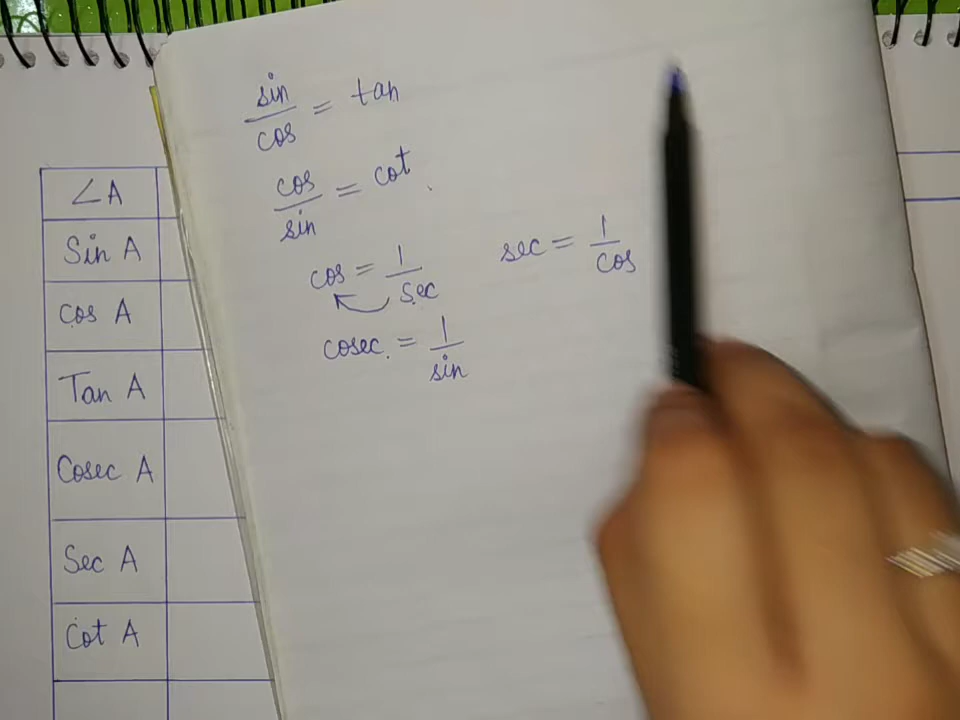 sin/cos = tan
cos/sin = cot
cos = 1/sec
sec = 1/cos
cosec = 1/sin
∠A
Sin A
cos A
Tan A
Cosec A
Sec A
Cot A